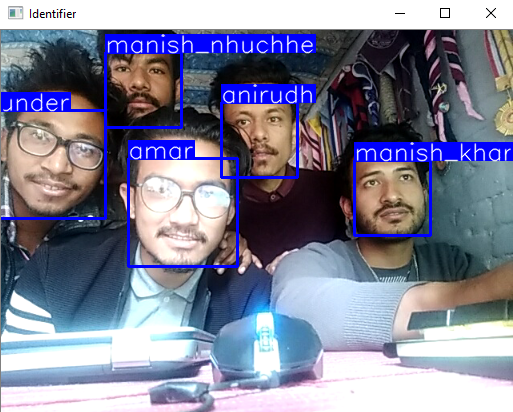 Identifier
manish_nhuchhe
under
anirudh
amar
manish_khar